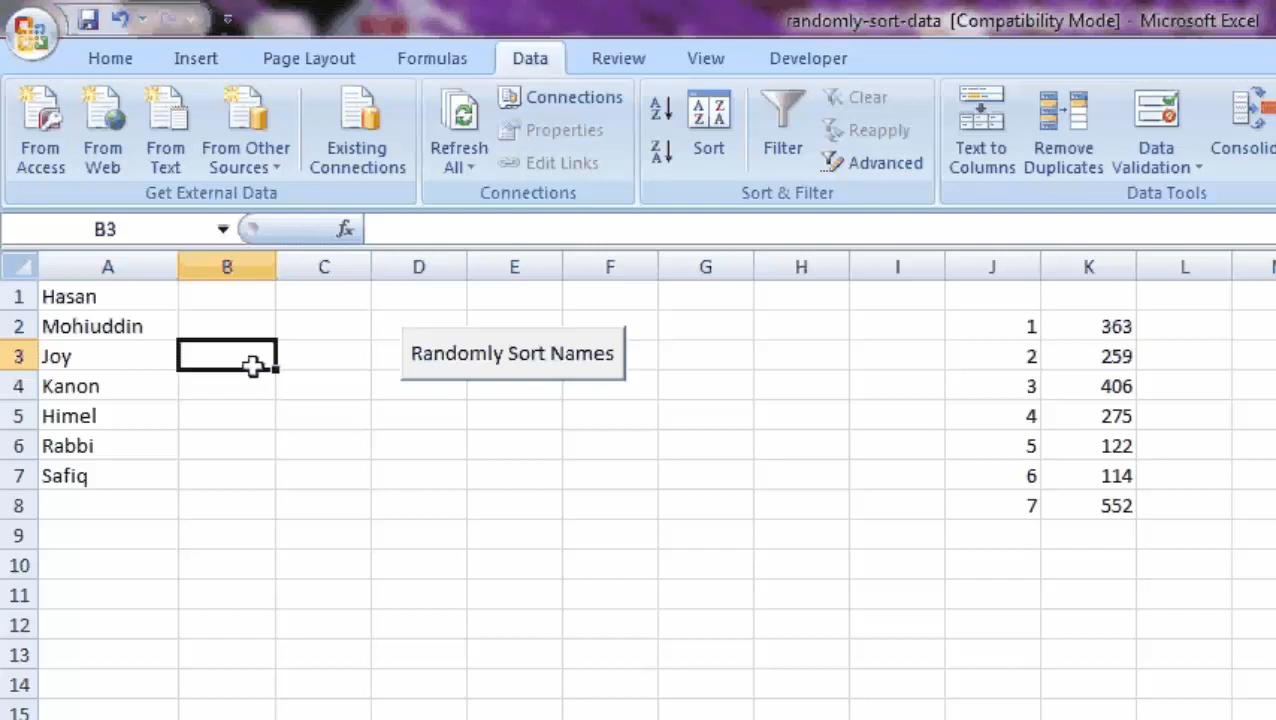 randomly-sort-data [Compatibility Mode] - Microsoft Excel
Home Insert Page Layout Formulas Data Review View Developer
From Access
From Web
From Text
From Other Sources
Existing Connections
Get External Data
Refresh All
Connections
Properties
Edit Links
Connections
A Z
Z A
A Z
Z A
Sort
Filter
Clear
Reapply
Advanced
Sort & Filter
Text to Columns
Remove Duplicates
Data Validation
Consolid
Data Tools
B3 fx
A B C D E F G H I J K L
1 Hasan
2 Mohiuddin 1 363
3 Joy Randomly Sort Names 2 259
4 Kanon 3 406
5 Himel 4 275
6 Rabbi 5 122
7 Safiq 6 114
8 7 552
9
10
11
12
13
14
15